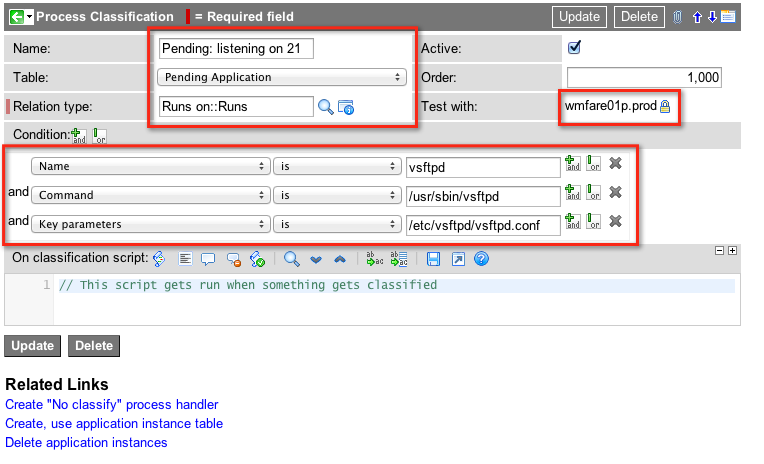 Process Classification = Required field Update Delete
Name: Pending: listening on 21 Active:
Table: Pending Application Order: 1,000
Relation type: Runs on::Runs Test with: wmfare01p.prod
Condition: and or
Name is vsftpd and or
and Command is /usr/sbin/vsftpd and or
and Key parameters is /etc/vsftpd/vsftpd.conf and or
On classification script:
1 // This script gets run when something gets classified
Update Delete
Related Links
Create "No classify" process handler
Create, use application instance table
Delete application instances